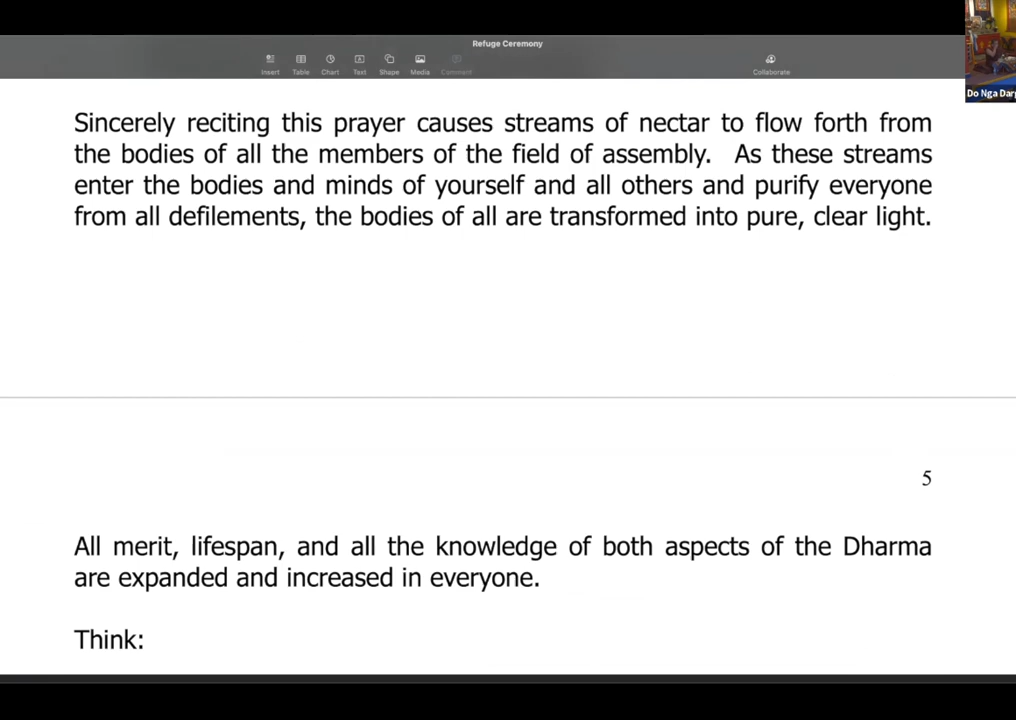 Refuge Ceremony
Insert Table Chart Text Shape Media Comment Collaborate
Do Nga Dar
Sincerely reciting this prayer causes streams of nectar to flow forth from
the bodies of all the members of the field of assembly. As these streams
enter the bodies and minds of yourself and all others and purify everyone
from all defilements, the bodies of all are transformed into pure, clear light.
5
All merit, lifespan, and all the knowledge of both aspects of the Dharma
are expanded and increased in everyone.
Think: